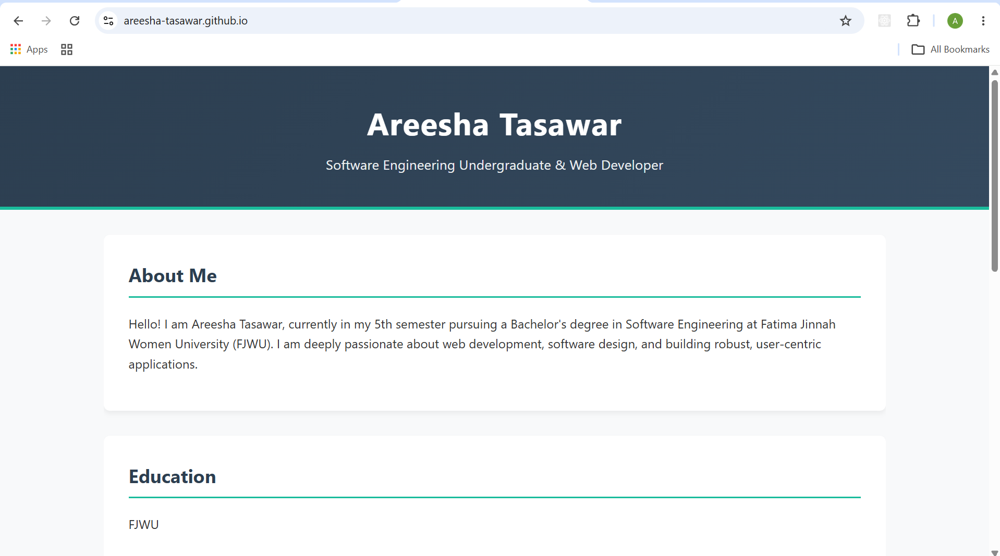 areesha-tasawar.github.io
A
Apps
All Bookmarks
Areesha Tasawar
Software Engineering Undergraduate & Web Developer
About Me
Hello! I am Areesha Tasawar, currently in my 5th semester pursuing a Bachelor's degree in Software Engineering at Fatima Jinnah
Women University (FJWU). I am deeply passionate about web development, software design, and building robust, user-centric
applications.
Education
FJWU